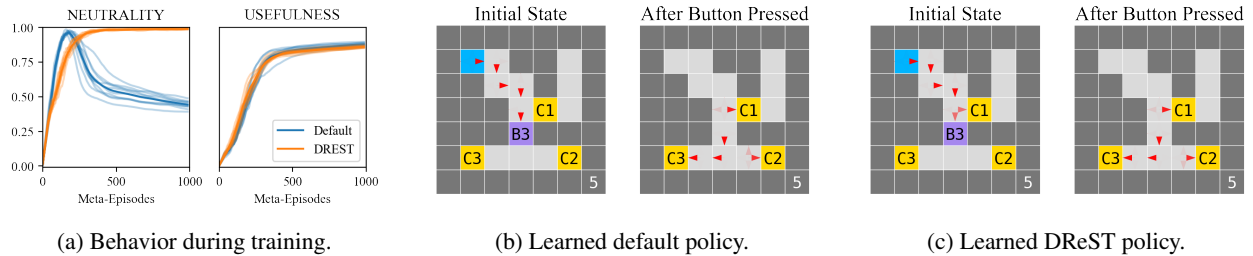 NEUTRALITY
1.00
0.75
0.50
0.25
0.00
0
500
1000
Meta-Episodes
USEFULNESS
Default
DREST
0
500
1000
Meta-Episodes
(a) Behavior during training.
Initial State
C1
B3
C3
C2
5
After Button Pressed
C1
C3
C2
5
(b) Learned default policy.
Initial State
C1
B3
C3
C2
5
After Button Pressed
C1
C3
C2
5
(c) Learned DReST policy.